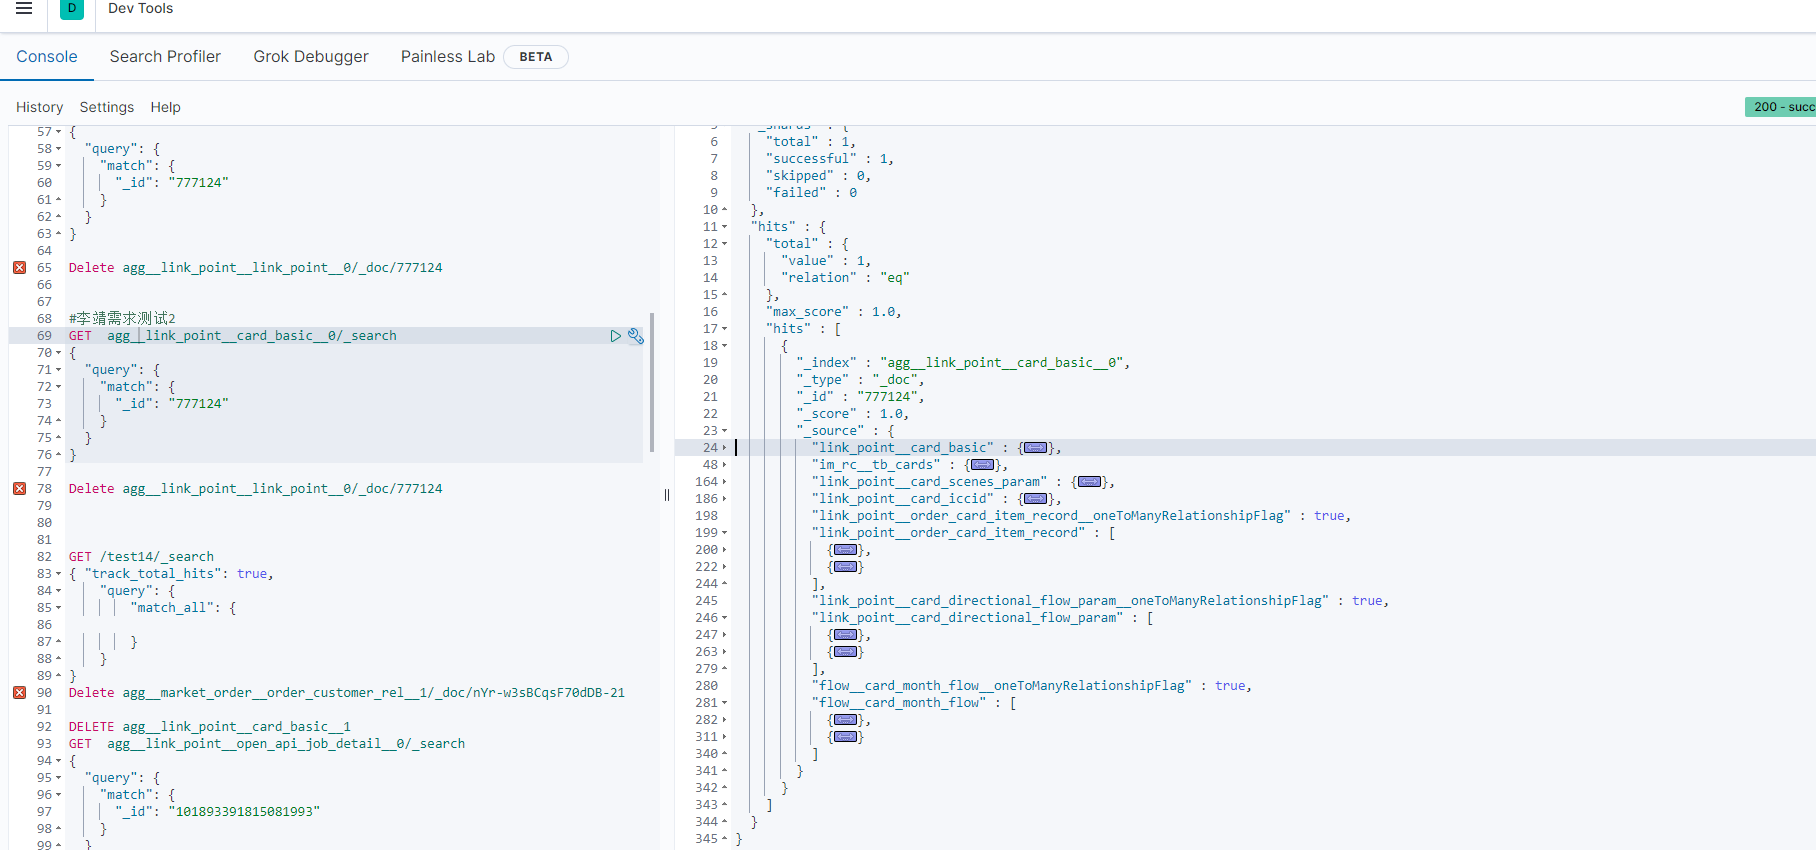 D Dev Tools
Console Search Profiler Grok Debugger Painless Lab BETA
History Settings Help
200 - succ
57 {
58 "query": {
59 "match": {
60 "_id": "777124"
61 }
62 }
63 }
64
65 Delete agg__link_point__link_point__0/_doc/777124
66
67
68 #李靖需求测试2
69 GET agg__link_point__card_basic__0/_search
70 {
71 "query": {
72 "match": {
73 "_id": "777124"
74 }
75 }
76 }
77
78 Delete agg__link_point__link_point__0/_doc/777124
79
80
81
82 GET /test14/_search
83 { "track_total_hits": true,
84 "query": {
85 "match_all": {
86
87 }
88 }
89 }
90 Delete agg__market_order__order_customer_rel__1/_doc/nYr-w3sBCqsF70dDB-21
91
92 DELETE agg__link_point__card_basic__1
93 GET agg__link_point__open_api_job_detail__0/_search
94 {
95 "query": {
96 "match": {
97 "_id": "101893391815081993"
98 }
99 }
5 "_shards" : {
6 "total" : 1,
7 "successful" : 1,
8 "skipped" : 0,
9 "failed" : 0
10 },
11 "hits" : {
12 "total" : {
13 "value" : 1,
14 "relation" : "eq"
15 },
16 "max_score" : 1.0,
17 "hits" : [
18 {
19 "_index" : "agg__link_point__card_basic__0",
20 "_type" : "_doc",
21 "_id" : "777124",
22 "_score" : 1.0,
23 "_source" : {
24 "link_point__card_basic" : {},
48 "im_rc__tb_cards" : {},
164 "link_point__card_scenes_param" : {},
186 "link_point__card_iccid" : {},
198 "link_point__order_card_item_record__oneToManyRelationshipFlag" : true,
199 "link_point__order_card_item_record" : [
200 {},
222 {}
244 ],
245 "link_point__card_directional_flow_param__oneToManyRelationshipFlag" : true,
246 "link_point__card_directional_flow_param" : [
247 {},
263 {}
279 ],
280 "flow__card_month_flow__oneToManyRelationshipFlag" : true,
281 "flow__card_month_flow" : [
282 {},
311 {}
340 ]
341 }
342 }
343 ]
344 }
345 }